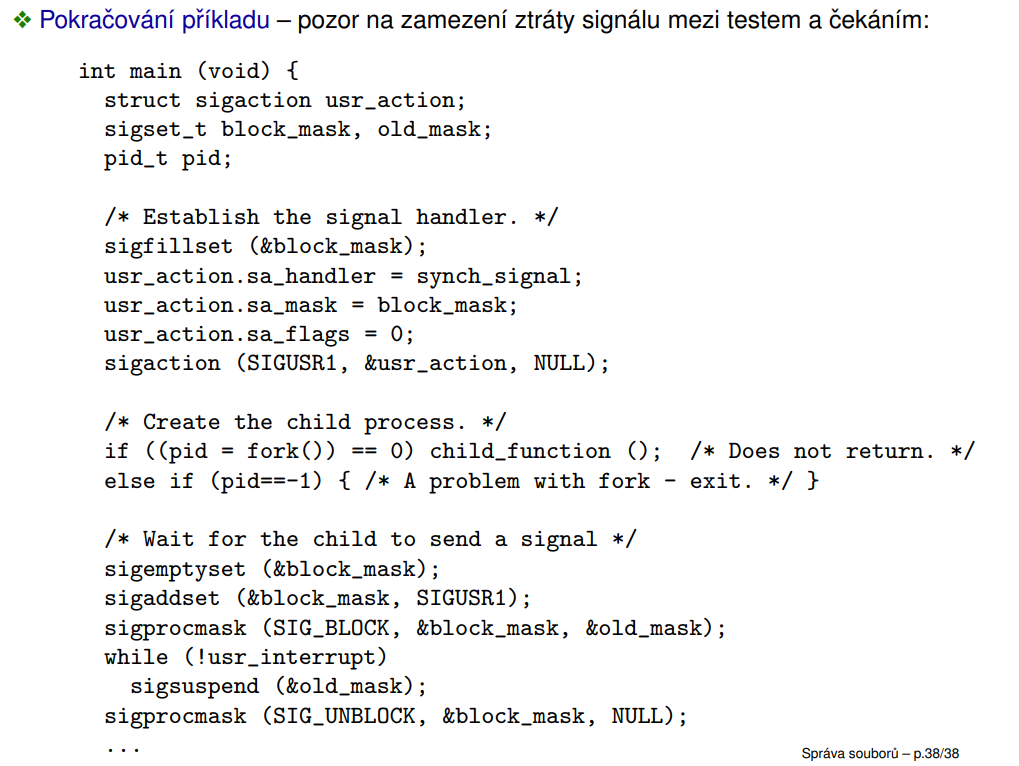 ❖ Pokračování příkladu – pozor na zamezení ztráty signálu mezi testem a čekáním:
int main (void) {
struct sigaction usr_action;
sigset_t block_mask, old_mask;
pid_t pid;
/* Establish the signal handler. */
sigfillset (&block_mask);
usr_action.sa_handler = synch_signal;
usr_action.sa_mask = block_mask;
usr_action.sa_flags = 0;
sigaction (SIGUSR1, &usr_action, NULL);
/* Create the child process. */
if ((pid = fork()) == 0) child_function (); /* Does not return. */
else if (pid==-1) { /* A problem with fork - exit. */ }
/* Wait for the child to send a signal */
sigemptyset (&block_mask);
sigaddset (&block_mask, SIGUSR1);
sigprocmask (SIG_BLOCK, &block_mask, &old_mask);
while (!usr_interrupt)
sigsuspend (&old_mask);
sigprocmask (SIG_UNBLOCK, &block_mask, NULL);
...
Správa souborů – p.38/38